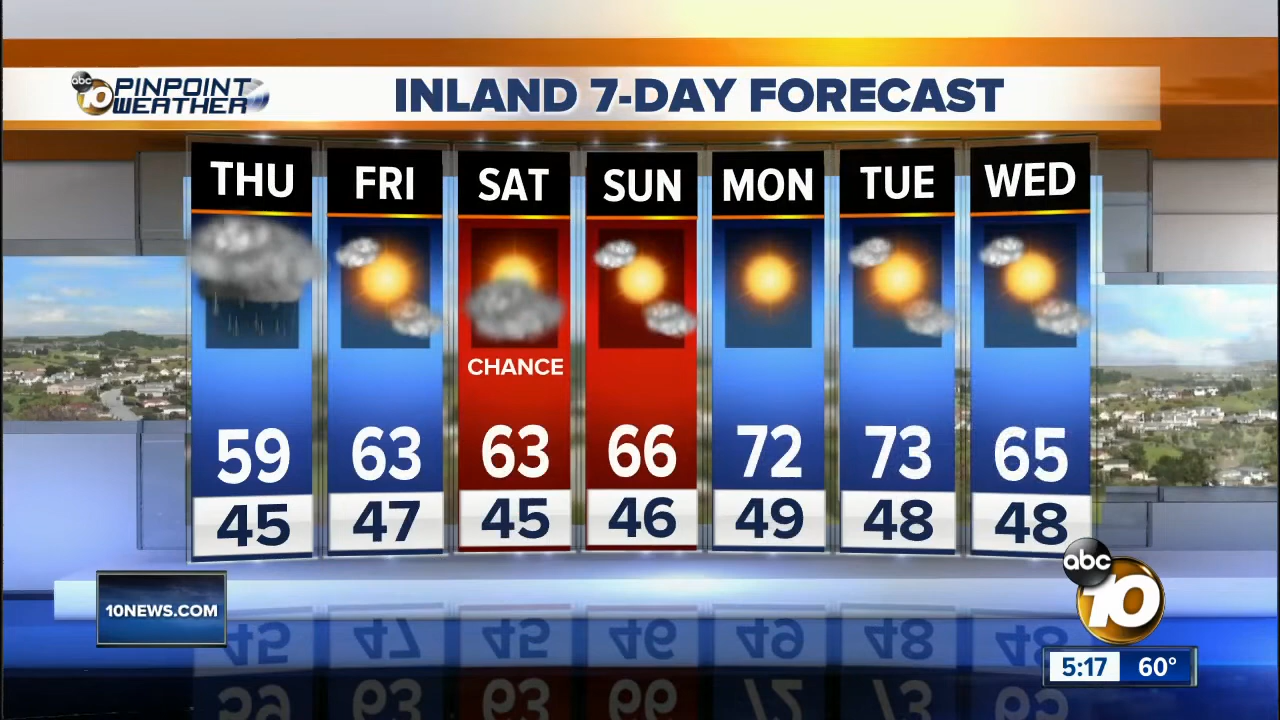 abc
10
PINPOINT
WEATHER
INLAND 7-DAY FORECAST
THU FRI SAT SUN MON TUE WED
CHANCE
59 63 63 66 72 73 65
45 47 45 46 49 48 48
10NEWS.COM
abc
10
5:17 60°